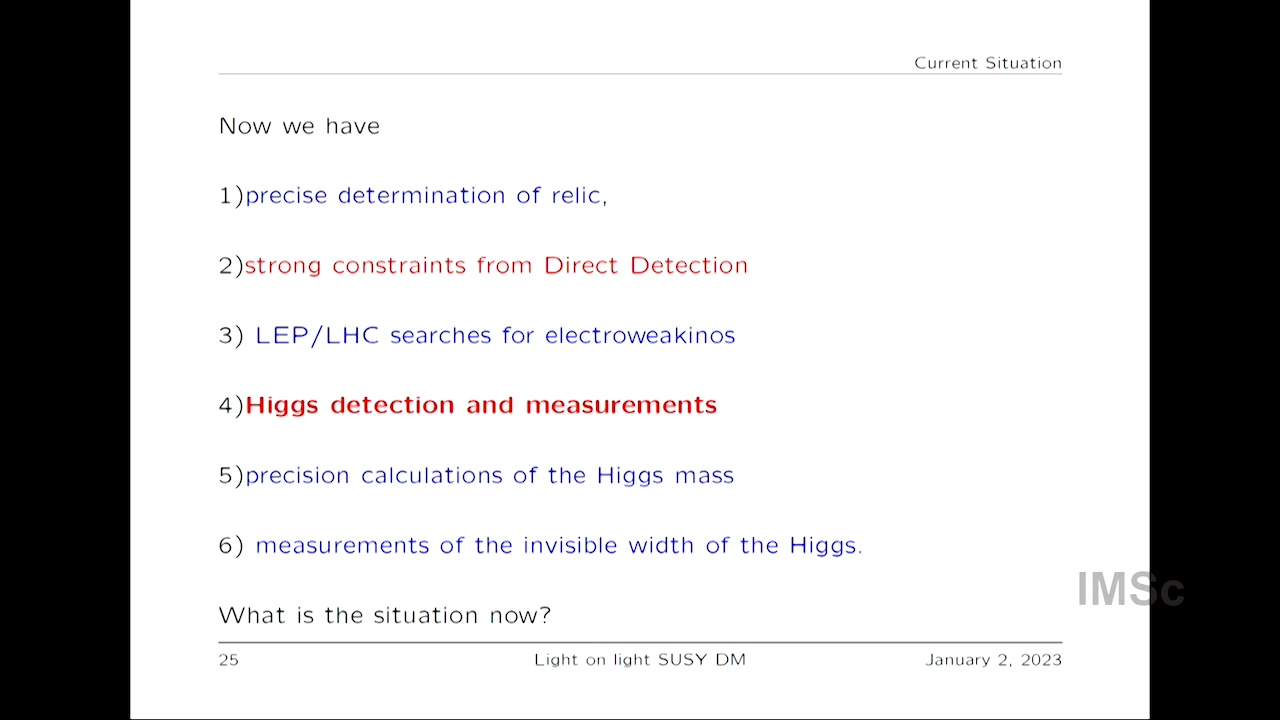 Current Situation
Now we have
1)precise determination of relic,
2)strong constraints from Direct Detection
3) LEP/LHC searches for electroweakinos
4)Higgs detection and measurements
5)precision calculations of the Higgs mass
6) measurements of the invisible width of the Higgs.
IMSc
What is the situation now?
25 Light on light SUSY DM January 2, 2023